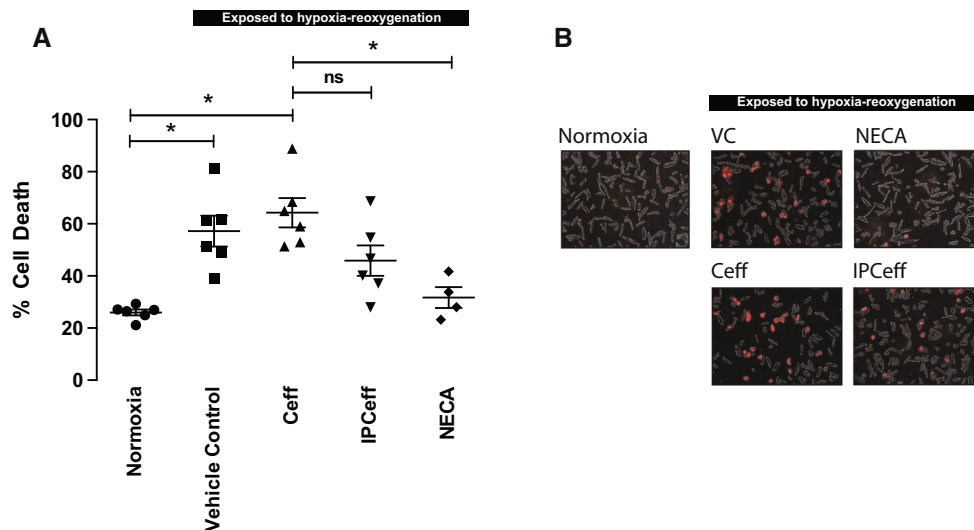 Exposed to hypoxia-reoxygenation
A
*
ns
*
*
% Cell Death
100
80
60
40
20
0
Normoxia
Vehicle Control
Ceff
IPCeff
NECA
B
Exposed to hypoxia-reoxygenation
Normoxia
VC
NECA
Ceff
IPCeff